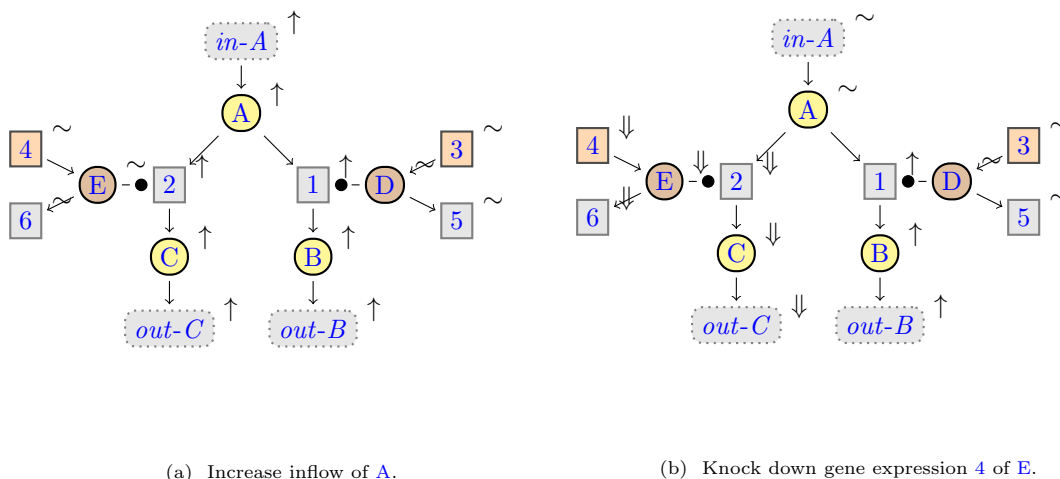 in-A ↑
A ↑
4 ~
3 ~
E ~
2 ↑
1 ↑
D ~
6 ~
5 ~
C ↑
B ↑
out-C ↑
out-B ↑
(a) Increase inflow of A.
in-A ~
A ~
4 ⇓
3 ~
E ⇓
2 ⇓
1 ↑
D ~
6 ⇓
5 ~
C ⇓
B ↑
out-C ⇓
out-B ↑
(b) Knock down gene expression 4 of E.